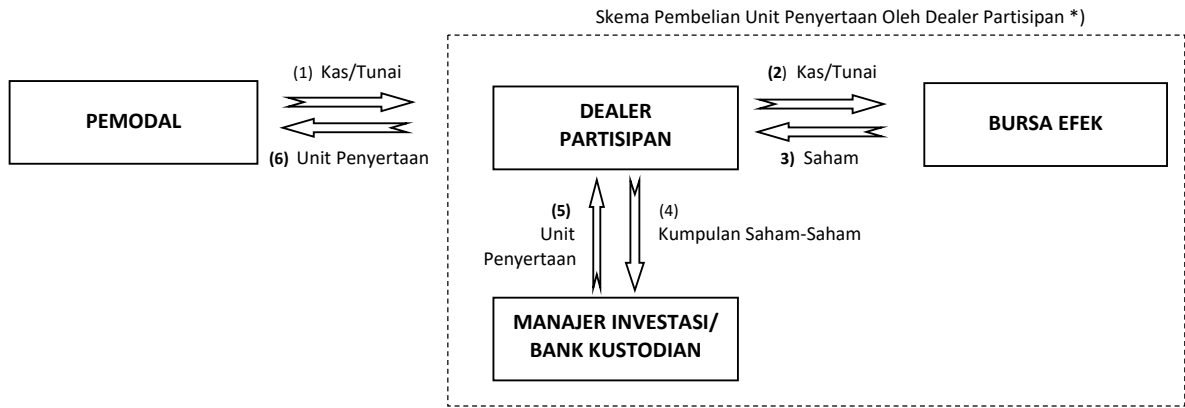 Skema Pembelian Unit Penyertaan Oleh Dealer Partisipan *)
(1) Kas/Tunai
(2) Kas/Tunai
PEMODAL
DEALER
PARTISIPAN
BURSA EFEK
(6) Unit Penyertaan
3) Saham
(5)
Unit
Penyertaan
(4)
Kumpulan Saham-Saham
MANAJER INVESTASI/
BANK KUSTODIAN